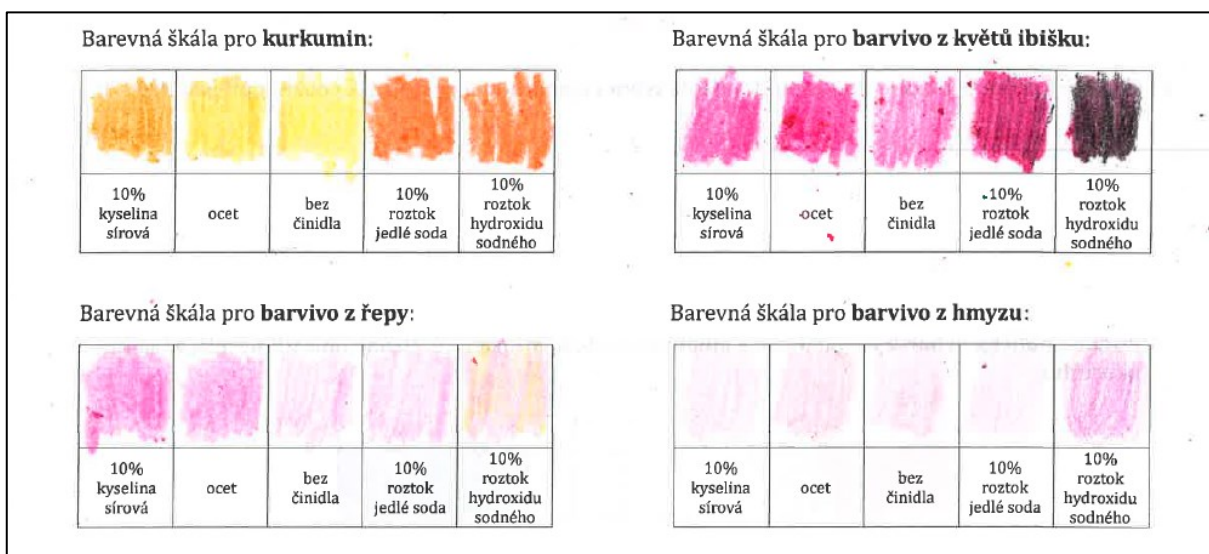 Barevná škála pro kurkumin:
10%
kyselina
sírová
ocet
bez
činidla
10%
roztok
jedlé soda
10%
roztok
hydroxidu
sodného
Barevná škála pro barvivo z květů ibišku:
10%
kyselina
sírová
ocet
bez
činidla
10%
roztok
jedlé soda
10%
roztok
hydroxidu
sodného
Barevná škála pro barvivo z řepy:
10%
kyselina
sírová
ocet
bez
činidla
10%
roztok
jedlé soda
10%
roztok
hydroxidu
sodného
Barevná škála pro barvivo z hmyzu:
10%
kyselina
sírová
ocet
bez
činidla
10%
roztok
jedlé soda
10%
roztok
hydroxidu
sodného